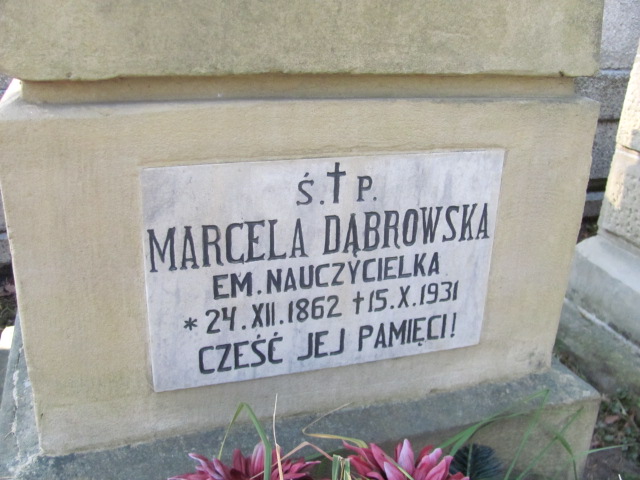 Ś. † P.
MARCELA DĄBROWSKA
EM. NAUCZYCIELKA
* 24.XII.1862 † 15.X.1931
CZEŚĆ JEJ PAMIĘCI!